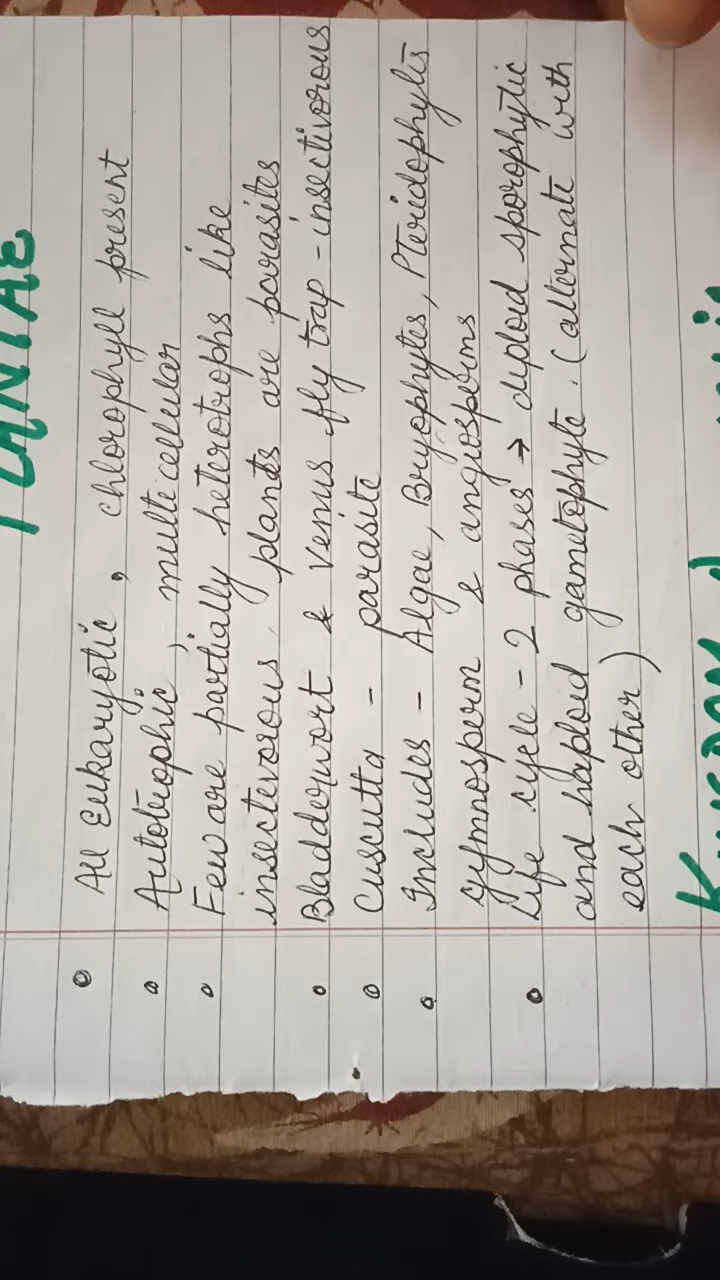 PLANTAE
All Eukaryotic, chlorophyll present
Autotrophic, multicellular
Few are partially heterotrophs like
insectevorous plants are parasites
Bladderwort & Venus fly trap - insectivorous
Cuscutta - parasite
Includes - Algae, Bryophytes, Pteridophytes
gymnosperm & angiosperms
Life cycle - 2 phases → diploid sporophytic
and haploid gametophyte. (alternate with
each other)